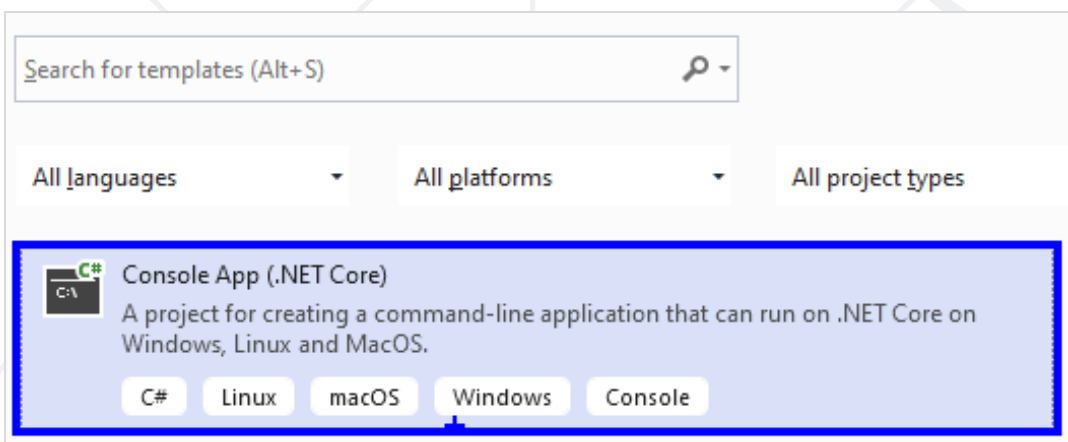 Search for templates (Alt+S)
All languages All platforms All project types
C#
C:\
Console App (.NET Core)
A project for creating a command-line application that can run on .NET Core on
Windows, Linux and MacOS.
C# Linux macOS Windows Console